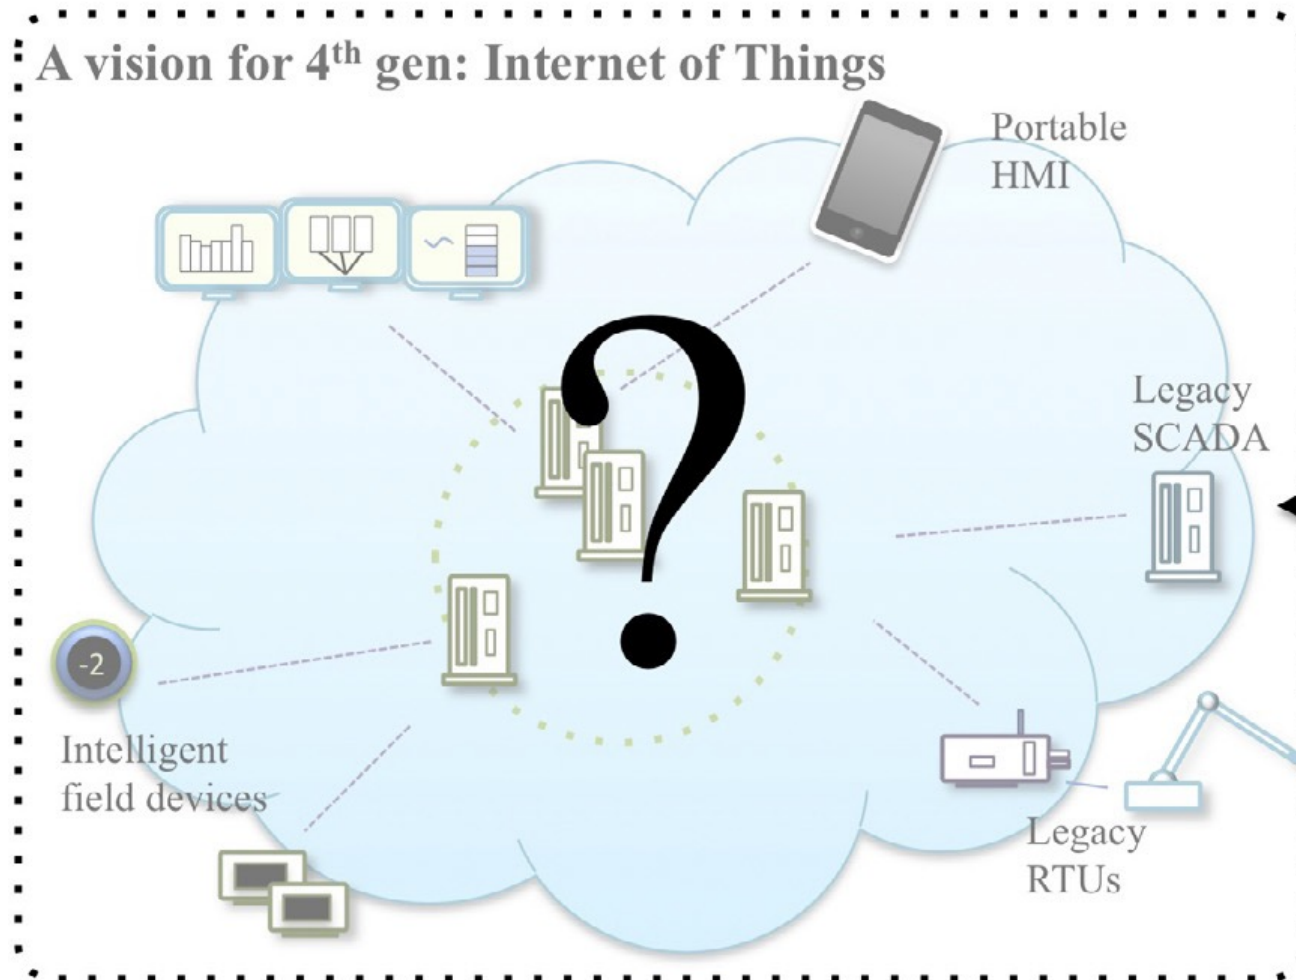 A vision for 4th gen: Internet of Things
Portable
HMI
Legacy
SCADA
?
-2
Intelligent
field devices
Legacy
RTUs